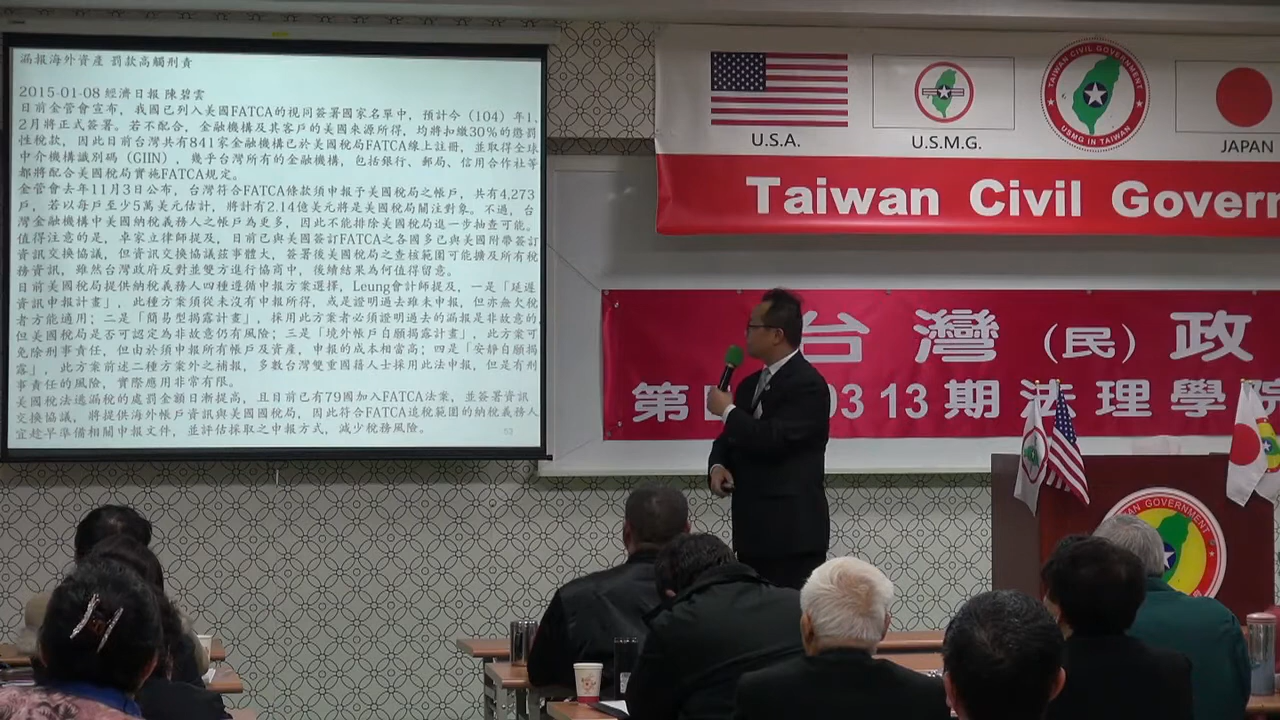 漏報海外資產 罰款高觸刑責
2015-01-08 經濟日報 陳碧雲
目前金管會宣布，我國已列入美國FATCA的視同簽署國家名單中，預計今（104）年1、
2月將正式簽署。若不配合，金融機構及其客戶的美國來源所得，均將扣繳30%的懲罰
性稅款，因此目前台灣共有841家金融機構已於美國稅局FATCA線上註冊，並取得全球
中介機構識別碼（GIIN），幾乎台灣所有的金融機構，包括銀行、郵局、信用合作社等
都將配合美國稅局實施FATCA規定。
金管會去年11月3日公布，台灣符合FATCA條款須申報予美國稅局之帳戶，共有4,273
戶，若以每戶至少5萬美元估計，將計有2.14億美元將是美國稅局關注對象。不過，台
灣金融機構中美國納稅義務人之帳戶為更多，因此不能排除美國稅局進一步抽查可能。
值得注意的是，卓家立律師提及，目前已與美國簽訂FATCA之各國多已與美國附帶簽訂
資訊交換協議，但資訊交換協議茲事體大，簽署後美國稅局之查核範圍可能擴及所有稅
務資訊，雖然台灣政府反對並雙方進行協商中，後續結果為何值得留意。
目前美國稅局提供納稅義務人四種遵循申報方案選擇，Leung會計師提及，一是「延遲
資訊申報計畫」，此種方案須從未沒有申報所得，或是證明過去雖未申報，但亦無欠稅
者方能適用；二是「簡易型揭露計畫」，採用此方案者必須證明過去的漏報是非故意的，
但美國稅局是否可認定為非故意仍有風險；三是「境外帳戶自願揭露計畫」，此方案可
免除刑事責任，但由於須申報所有帳戶及資產，申報的成本相當高；四是「安靜自願揭
露」，此方案前述二種方案外之補報，多數台灣雙重國籍人士採用此法申報，但是有刑
事責任的風險，實際應用非常有限。
美國稅法逃漏稅的處罰金額日漸提高，且目前已有79國加入FATCA法案，並簽署資訊
交換協議，將提供海外帳戶資訊與美國國稅局，因此符合FATCA追稅範圍的納稅義務人
宜趁早準備相關申報文件，並評估採取之申報方式，減少稅務風險。
53
U.S.A.
U.S.M.G.
TAIWAN CIVIL GOVERNMENT
USMG IN TAIWAN
JAPAN
Taiwan Civil Govern
台灣（民）政
第 03 13期法理學院
WAN GOVERNMENT